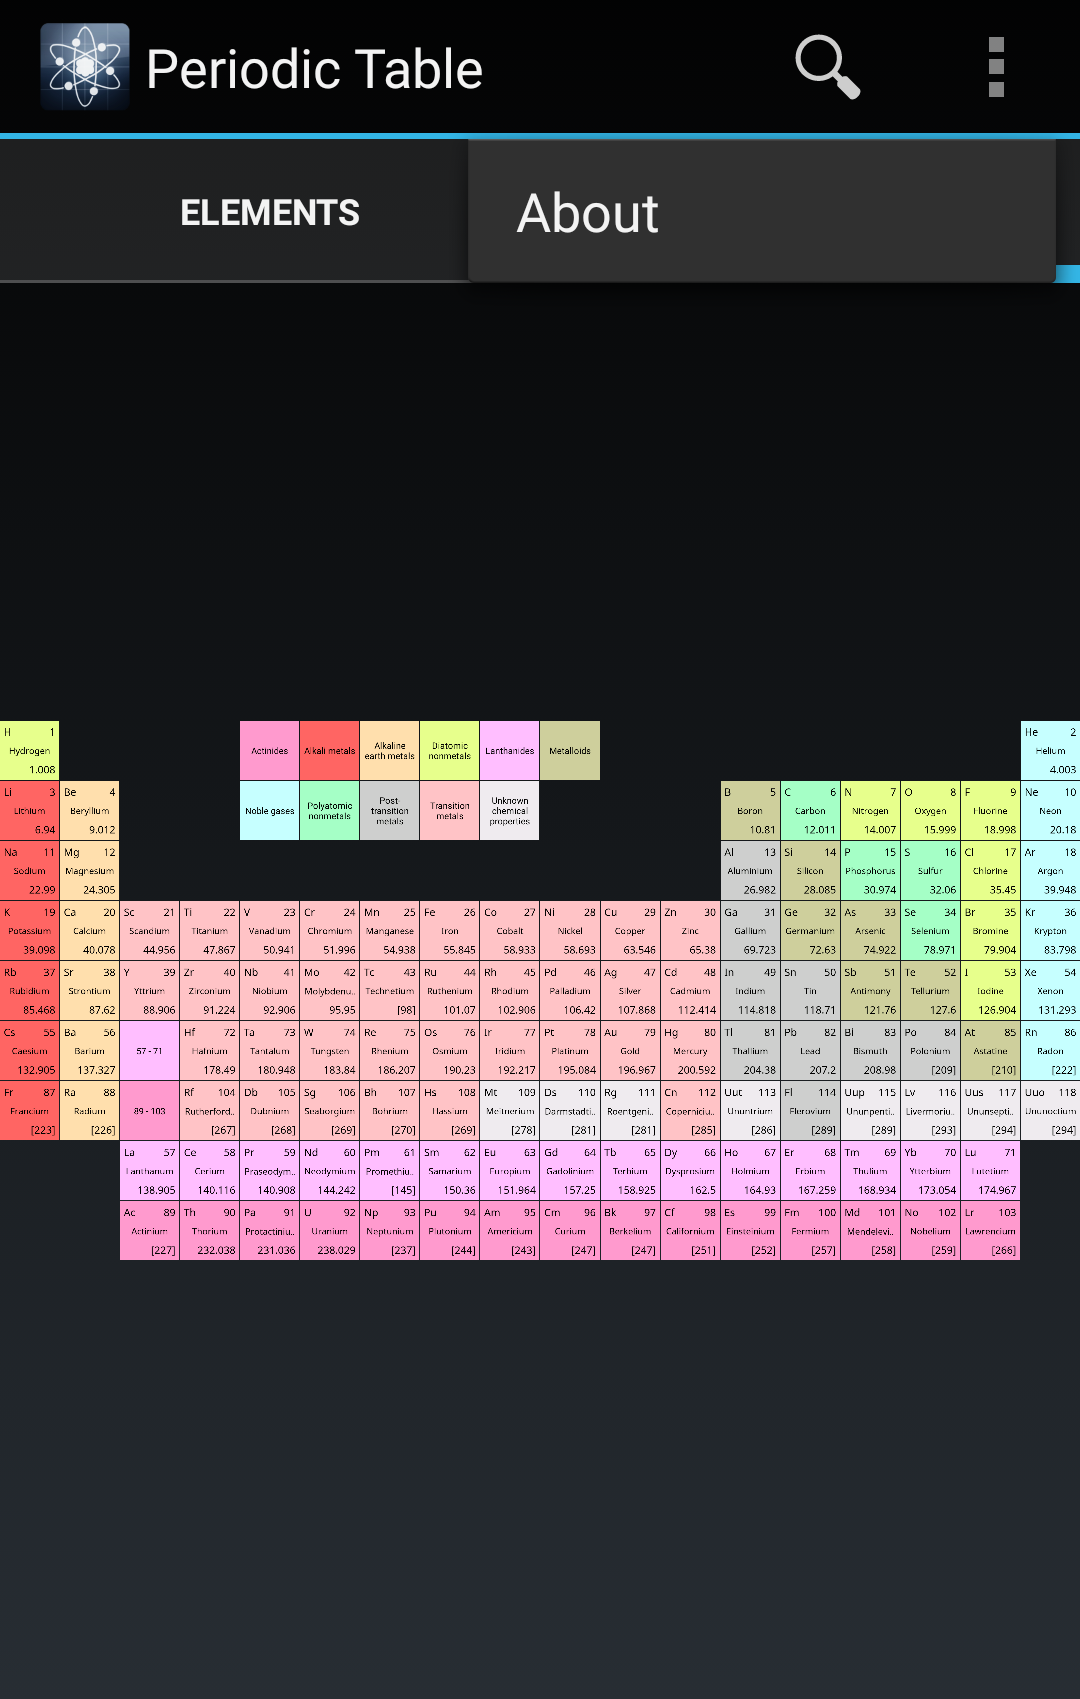 Periodic Table
ELEMENTS
About
H 1 He 2
Hydrogen Actinides Alkali metals Alkaline earth metals Diatomic nonmetals Lanthanides Metalloids Helium
1.008 4.003
Li 3 Be 4 B 5 C 6 N 7 O 8 F 9 Ne 10
Lithium Beryllium Noble gases Polyatomic nonmetals Post-transition metals Transition metals Unknown chemical properties Boron Carbon Nitrogen Oxygen Fluorine Neon
6.94 9.012 10.81 12.011 14.007 15.999 18.998 20.18
Na 11 Mg 12 Al 13 Si 14 P 15 S 16 Cl 17 Ar 18
Sodium Magnesium Aluminium Silicon Phosphorus Sulfur Chlorine Argon
22.99 24.305 26.982 28.085 30.974 32.06 35.45 39.948
K 19 Ca 20 Sc 21 Ti 22 V 23 Cr 24 Mn 25 Fe 26 Co 27 Ni 28 Cu 29 Zn 30 Ga 31 Ge 32 As 33 Se 34 Br 35 Kr 36
Potassium Calcium Scandium Titanium Vanadium Chromium Manganese Iron Cobalt Nickel Copper Zinc Gallium Germanium Arsenic Selenium Bromine Krypton
39.098 40.078 44.956 47.867 50.941 51.996 54.938 55.845 58.933 58.693 63.546 65.38 69.723 72.63 74.922 78.971 79.904 83.798
Rb 37 Sr 38 Y 39 Zr 40 Nb 41 Mo 42 Tc 43 Ru 44 Rh 45 Pd 46 Ag 47 Cd 48 In 49 Sn 50 Sb 51 Te 52 I 53 Xe 54
Rubidium Strontium Yttrium Zirconium Niobium Molybdenu.. Technetium Ruthenium Rhodium Palladium Silver Cadmium Indium Tin Antimony Tellurium Iodine Xenon
85.468 87.62 88.906 91.224 92.906 95.95 [98] 101.07 102.906 106.42 107.868 112.414 114.818 118.71 121.76 127.6 126.904 131.293
Cs 55 Ba 56 Hf 72 Ta 73 W 74 Re 75 Os 76 Ir 77 Pt 78 Au 79 Hg 80 Tl 81 Pb 82 Bi 83 Po 84 At 85 Rn 86
Caesium Barium 57 - 71 Hafnium Tantalum Tungsten Rhenium Osmium Iridium Platinum Gold Mercury Thallium Lead Bismuth Polonium Astatine Radon
132.905 137.327 178.49 180.948 183.84 186.207 190.23 192.217 195.084 196.967 200.592 204.38 207.2 208.98 [209] [210] [222]
Fr 87 Ra 88 Rf 104 Db 105 Sg 106 Bh 107 Hs 108 Mt 109 Ds 110 Rg 111 Cn 112 Uut 113 Fl 114 Uup 115 Lv 116 Uus 117 Uuo 118
Francium Radium 89 - 103 Rutherford.. Dubnium Seaborgium Bohrium Hassium Meitnerium Darmstadti.. Roentgeni.. Coperniciu.. Ununtrium Flerovium Ununpenti.. Livermoriu.. Ununsepti.. Ununoctium
[223] [226] [267] [268] [269] [270] [269] [278] [281] [281] [285] [286] [289] [289] [293] [294] [294]
La 57 Ce 58 Pr 59 Nd 60 Pm 61 Sm 62 Eu 63 Gd 64 Tb 65 Dy 66 Ho 67 Er 68 Tm 69 Yb 70 Lu 71
Lanthanum Cerium Praseodym.. Neodymium Promethiu.. Samarium Europium Gadolinium Terbium Dysprosium Holmium Erbium Thulium Ytterbium Lutetium
138.905 140.116 140.908 144.242 [145] 150.36 151.964 157.25 158.925 162.5 164.93 167.259 168.934 173.054 174.967
Ac 89 Th 90 Pa 91 U 92 Np 93 Pu 94 Am 95 Cm 96 Bk 97 Cf 98 Es 99 Fm 100 Md 101 No 102 Lr 103
Actinium Thorium Protactiniu.. Uranium Neptunium Plutonium Americium Curium Berkelium Californium Einsteinium Fermium Mendelevi.. Nobelium Lawrencium
[227] 232.038 231.036 238.029 [237] [244] [243] [247] [247] [251] [252] [257] [258] [259] [266]